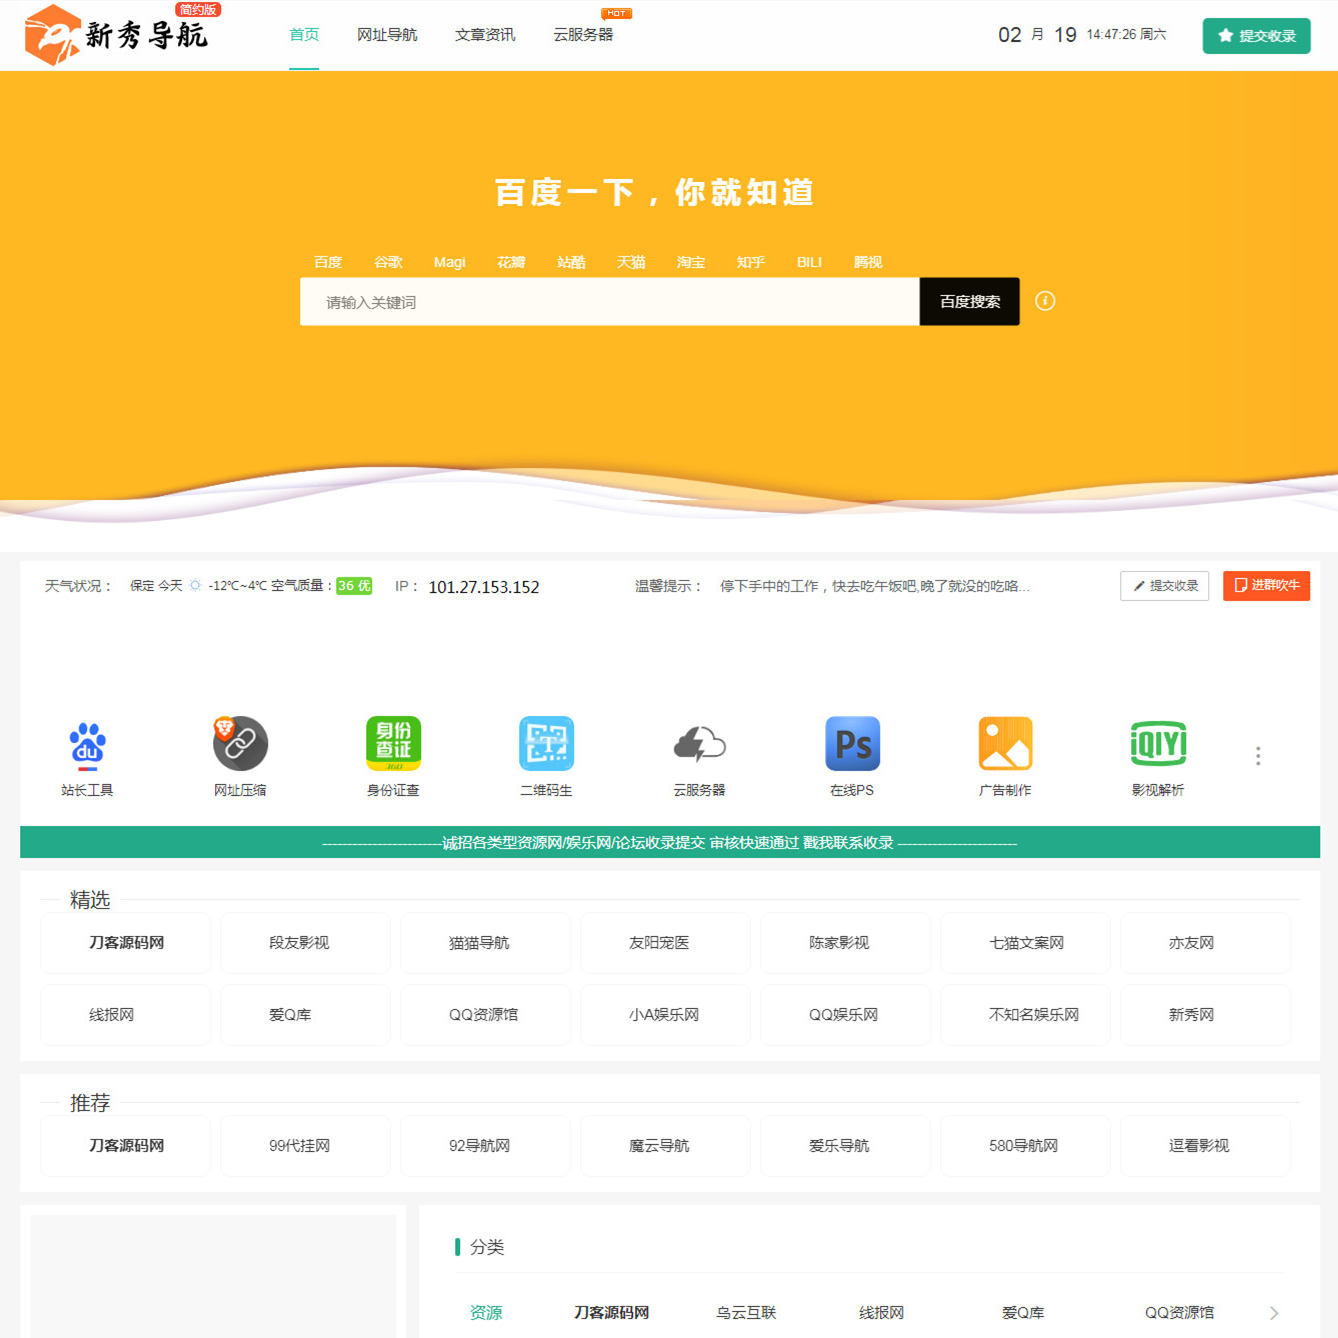 新秀导航 简约版
首页 网址导航 文章资讯 云服务器 HOT
02 月 19 14:47:26 周六 提交收录
百度一下，你就知道
百度 谷歌 Magi 花瓣 站酷 天猫 淘宝 知乎 BILI 腾视
请输入关键词 百度搜索
天气状况： 保定 今天 -12℃~4℃ 空气质量：36 优 IP： 101.27.153.152 温馨提示： 停下手中的工作，快去吃午饭吧,晚了就没的吃咯... 提交收录 进群吹牛
du 身份查证 360 T Ps iQIYI
站长工具 网址压缩 身份证查 二维码生 云服务器 在线PS 广告制作 影视解析
------------------------诚招各类型资源网/娱乐网/论坛收录提交 审核快速通过 戳我联系收录 ------------------------
精选
刀客源码网 段友影视 猫猫导航 友阳宠医 陈家影视 七猫文案网 亦友网
线报网 爱Q库 QQ资源馆 小A娱乐网 QQ娱乐网 不知名娱乐网 新秀网
推荐
刀客源码网 99代挂网 92导航网 魔云导航 爱乐导航 580导航网 逗看影视
分类
资源 刀客源码网 乌云互联 线报网 爱Q库 QQ资源馆